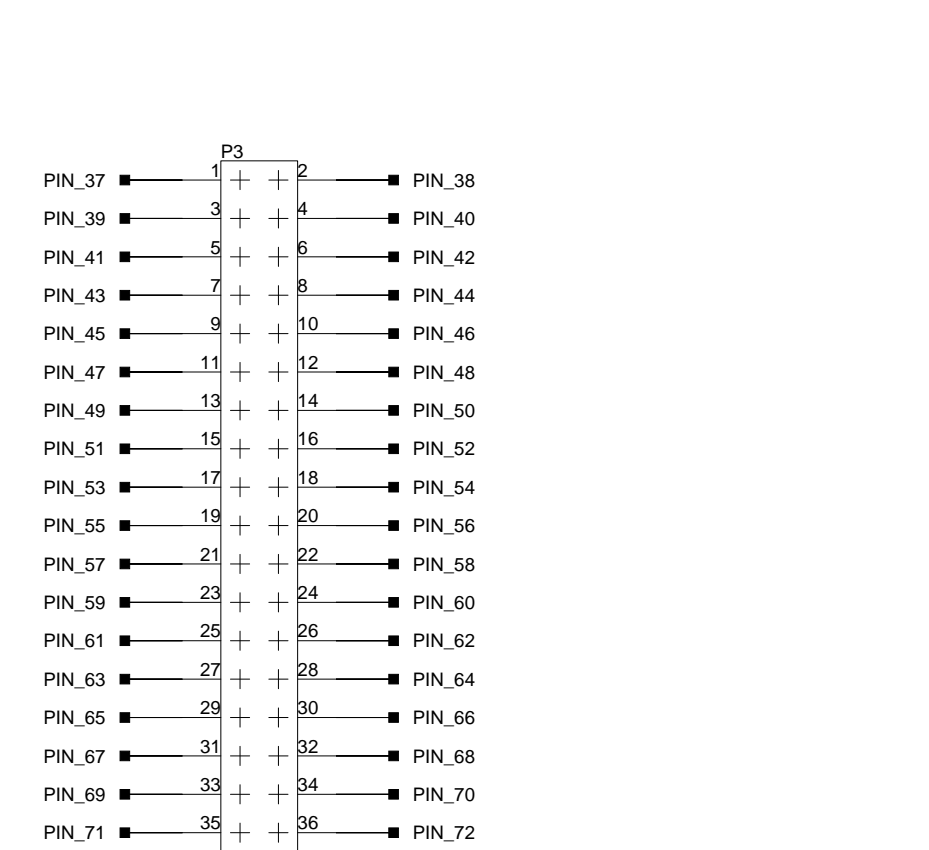 P3
PIN_37 1 2 PIN_38
PIN_39 3 4 PIN_40
PIN_41 5 6 PIN_42
PIN_43 7 8 PIN_44
PIN_45 9 10 PIN_46
PIN_47 11 12 PIN_48
PIN_49 13 14 PIN_50
PIN_51 15 16 PIN_52
PIN_53 17 18 PIN_54
PIN_55 19 20 PIN_56
PIN_57 21 22 PIN_58
PIN_59 23 24 PIN_60
PIN_61 25 26 PIN_62
PIN_63 27 28 PIN_64
PIN_65 29 30 PIN_66
PIN_67 31 32 PIN_68
PIN_69 33 34 PIN_70
PIN_71 35 36 PIN_72